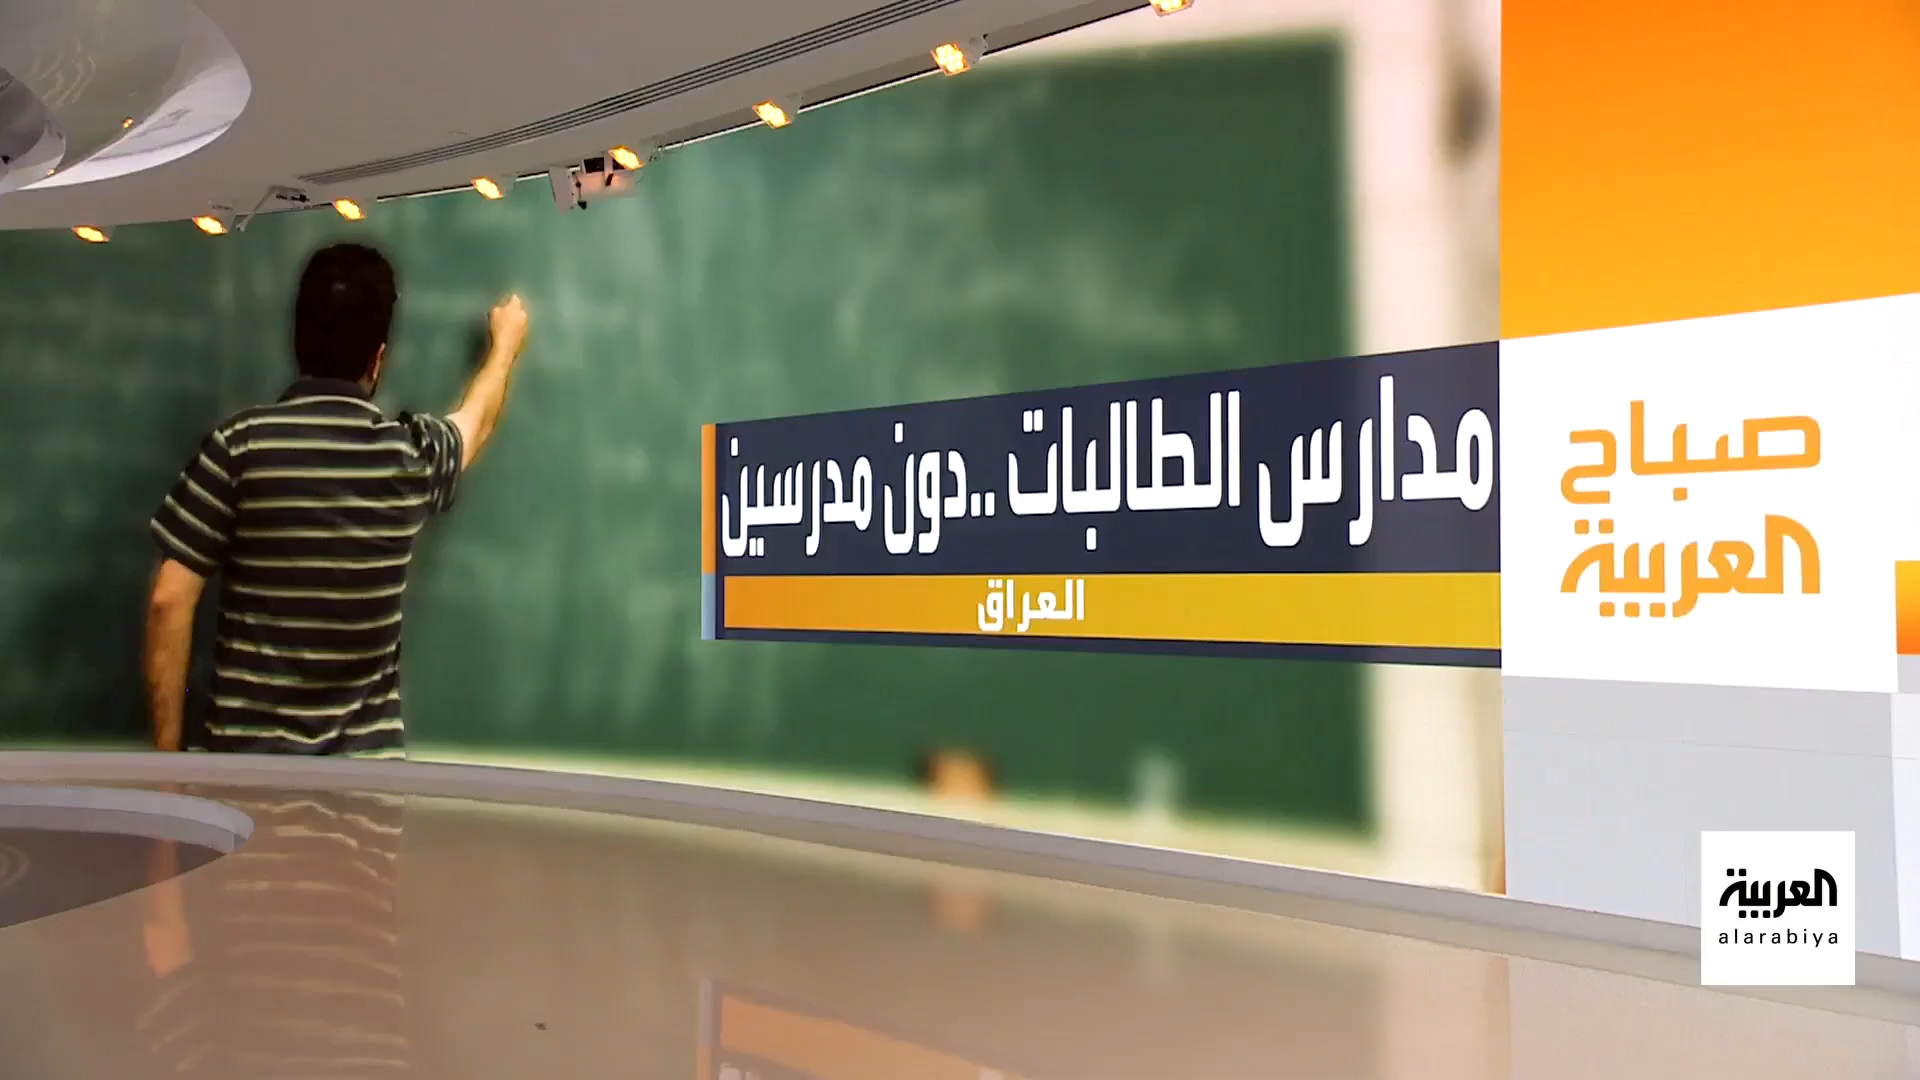 مدارس الطالبات ..دون مدرسين
العراق
صباح
العربية
العربية
alarabiya